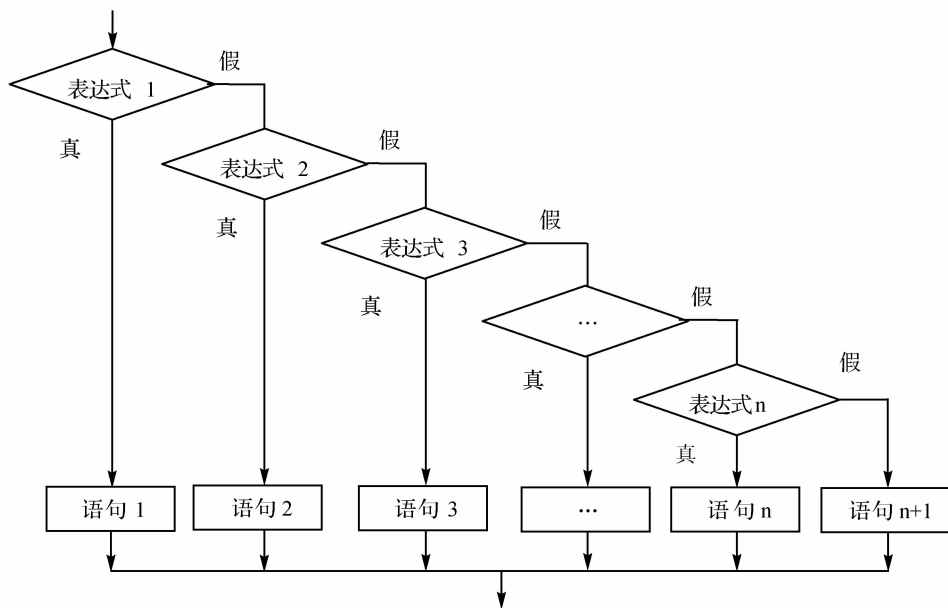 假
表达式 1
真
假
表达式 2
真
假
表达式 3
真
假
...
真
假
表达式n
真
语句1
语句2
语句3
...
语句n
语句n+1